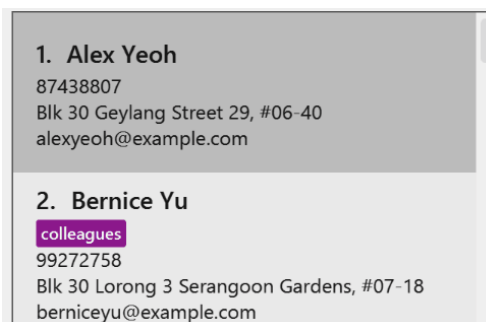 1. Alex Yeoh
87438807
Blk 30 Geylang Street 29, #06-40
alexyeoh@example.com
2. Bernice Yu
colleagues
99272758
Blk 30 Lorong 3 Serangoon Gardens, #07-18
berniceyu@example.com